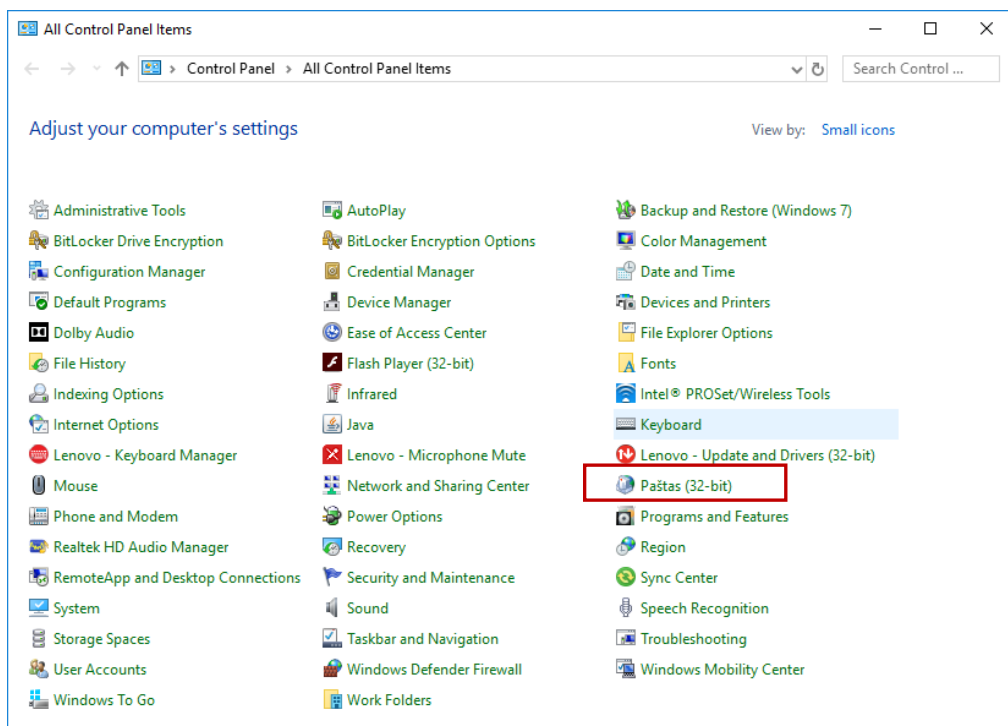 All Control Panel Items
Control Panel > All Control Panel Items
Search Control ...
Adjust your computer's settings
View by: Small icons
Administrative Tools
AutoPlay
Backup and Restore (Windows 7)
BitLocker Drive Encryption
BitLocker Encryption Options
Color Management
Configuration Manager
Credential Manager
Date and Time
Default Programs
Device Manager
Devices and Printers
Dolby Audio
Ease of Access Center
File Explorer Options
File History
Flash Player (32-bit)
Fonts
Indexing Options
Infrared
Intel® PROSet/Wireless Tools
Internet Options
Java
Keyboard
Lenovo - Keyboard Manager
Lenovo - Microphone Mute
Lenovo - Update and Drivers (32-bit)
Mouse
Network and Sharing Center
Paštas (32-bit)
Phone and Modem
Power Options
Programs and Features
Realtek HD Audio Manager
Recovery
Region
RemoteApp and Desktop Connections
Security and Maintenance
Sync Center
System
Sound
Speech Recognition
Storage Spaces
Taskbar and Navigation
Troubleshooting
User Accounts
Windows Defender Firewall
Windows Mobility Center
Windows To Go
Work Folders